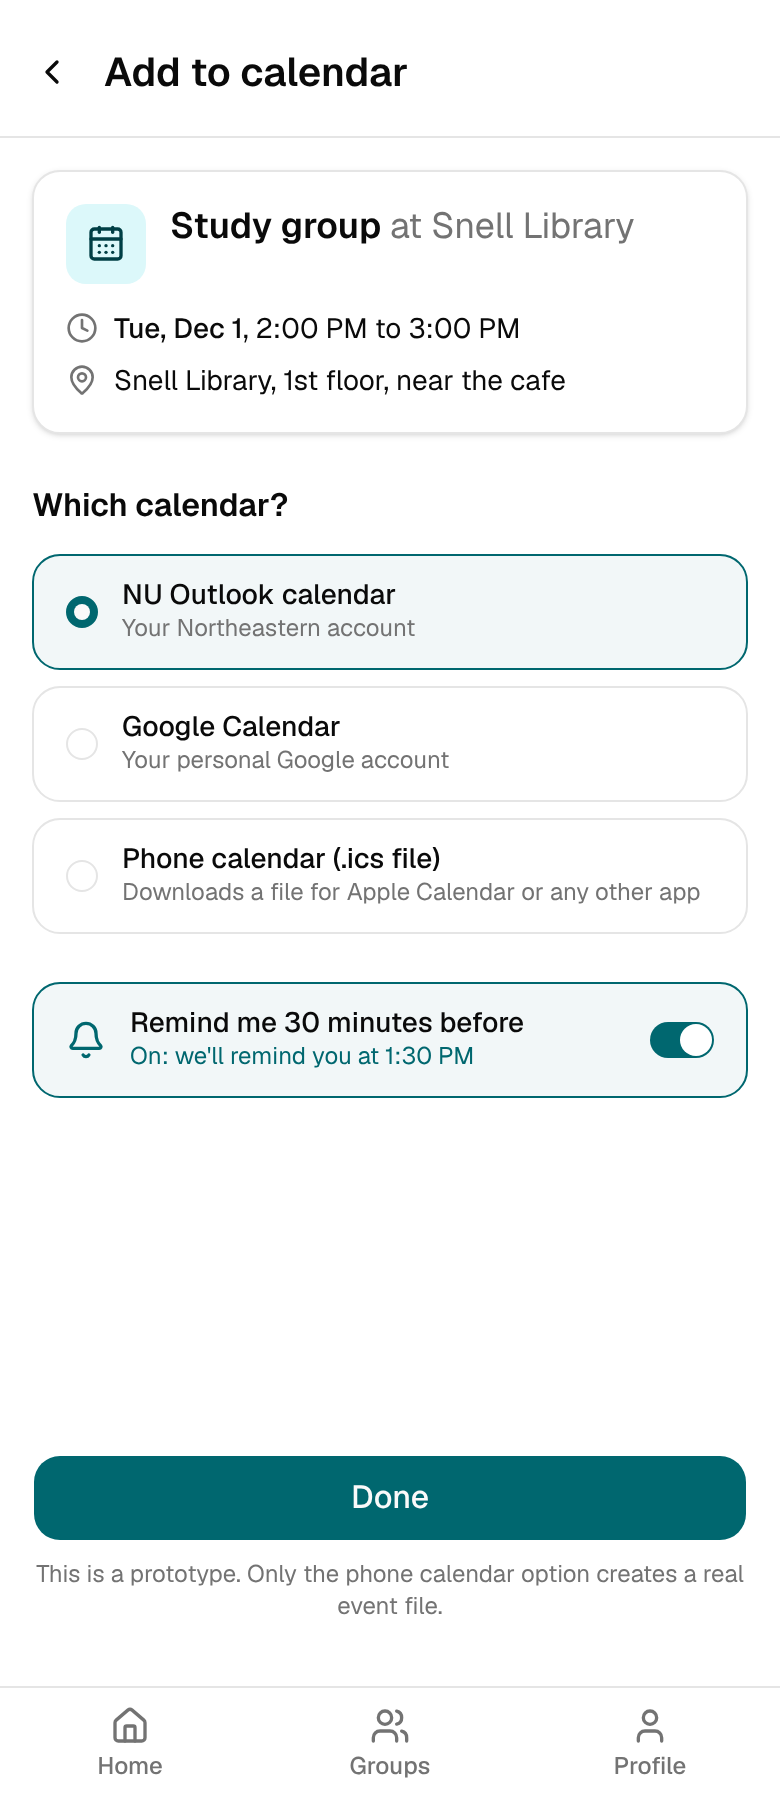 Add to calendar
Study group at Snell Library
Tue, Dec 1, 2:00 PM to 3:00 PM
Snell Library, 1st floor, near the cafe
Which calendar?
NU Outlook calendar
Your Northeastern account
Google Calendar
Your personal Google account
Phone calendar (.ics file)
Downloads a file for Apple Calendar or any other app
Remind me 30 minutes before
On: we'll remind you at 1:30 PM
Done
This is a prototype. Only the phone calendar option creates a real
event file.
Home
Groups
Profile